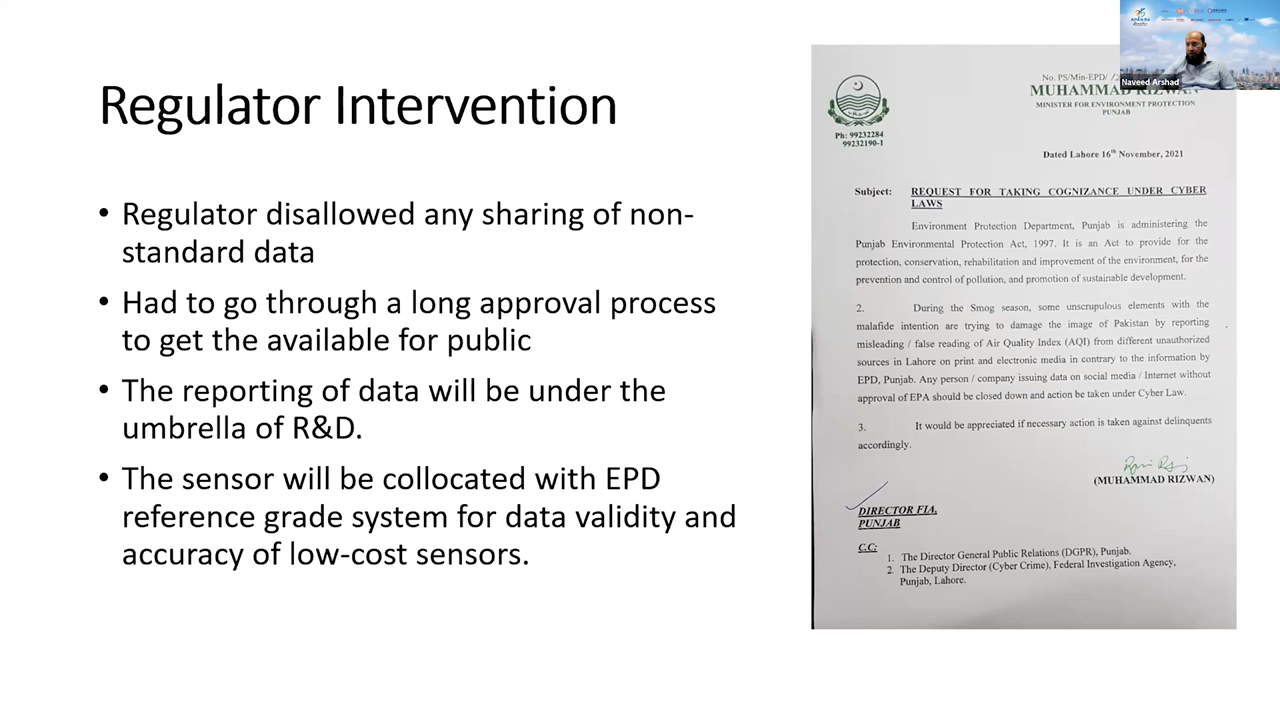 Regulator Intervention
• Regulator disallowed any sharing of non-
standard data
• Had to go through a long approval process
to get the available for public
• The reporting of data will be under the
umbrella of R&D.
• The sensor will be collocated with EPD
reference grade system for data validity and
accuracy of low-cost sensors.
Naveed Arshad
No. PS/Min-EPD/
MUHAMMAD RIZWAN
MINISTER FOR ENVIRONMENT PROTECTION
PUNJAB
Ph: 99232284
99232190-1
Dated Lahore 16th November, 2021
Subject: REQUEST FOR TAKING COGNIZANCE UNDER CYBER
LAWS
Environment Protection Department, Punjab is administering the
Punjab Environmental Protection Act, 1997. It is an Act to provide for the
protection, conservation, rehabilitation and improvement of the environment, for the
prevention and control of pollution, and promotion of sustainable development.
2. During the Smog season, some unscrupulous elements with the
malafide intention are trying to damage the image of Pakistan by reporting
misleading / false reading of Air Quality Index (AQI) from different unauthorized
sources in Lahore on print and electronic media in contrary to the information by
EPD, Punjab. Any person / company issuing data on social media / Internet without
approval of EPA should be closed down and action be taken under Cyber Law.
3. It would be appreciated if necessary action is taken against delinquents
accordingly.
(MUHAMMAD RIZWAN)
DIRECTOR FIA,
PUNJAB
C.C:
1. The Director General Public Relations (DGPR), Punjab.
2. The Deputy Director (Cyber Crime), Federal Investigation Agency,
Punjab, Lahore.